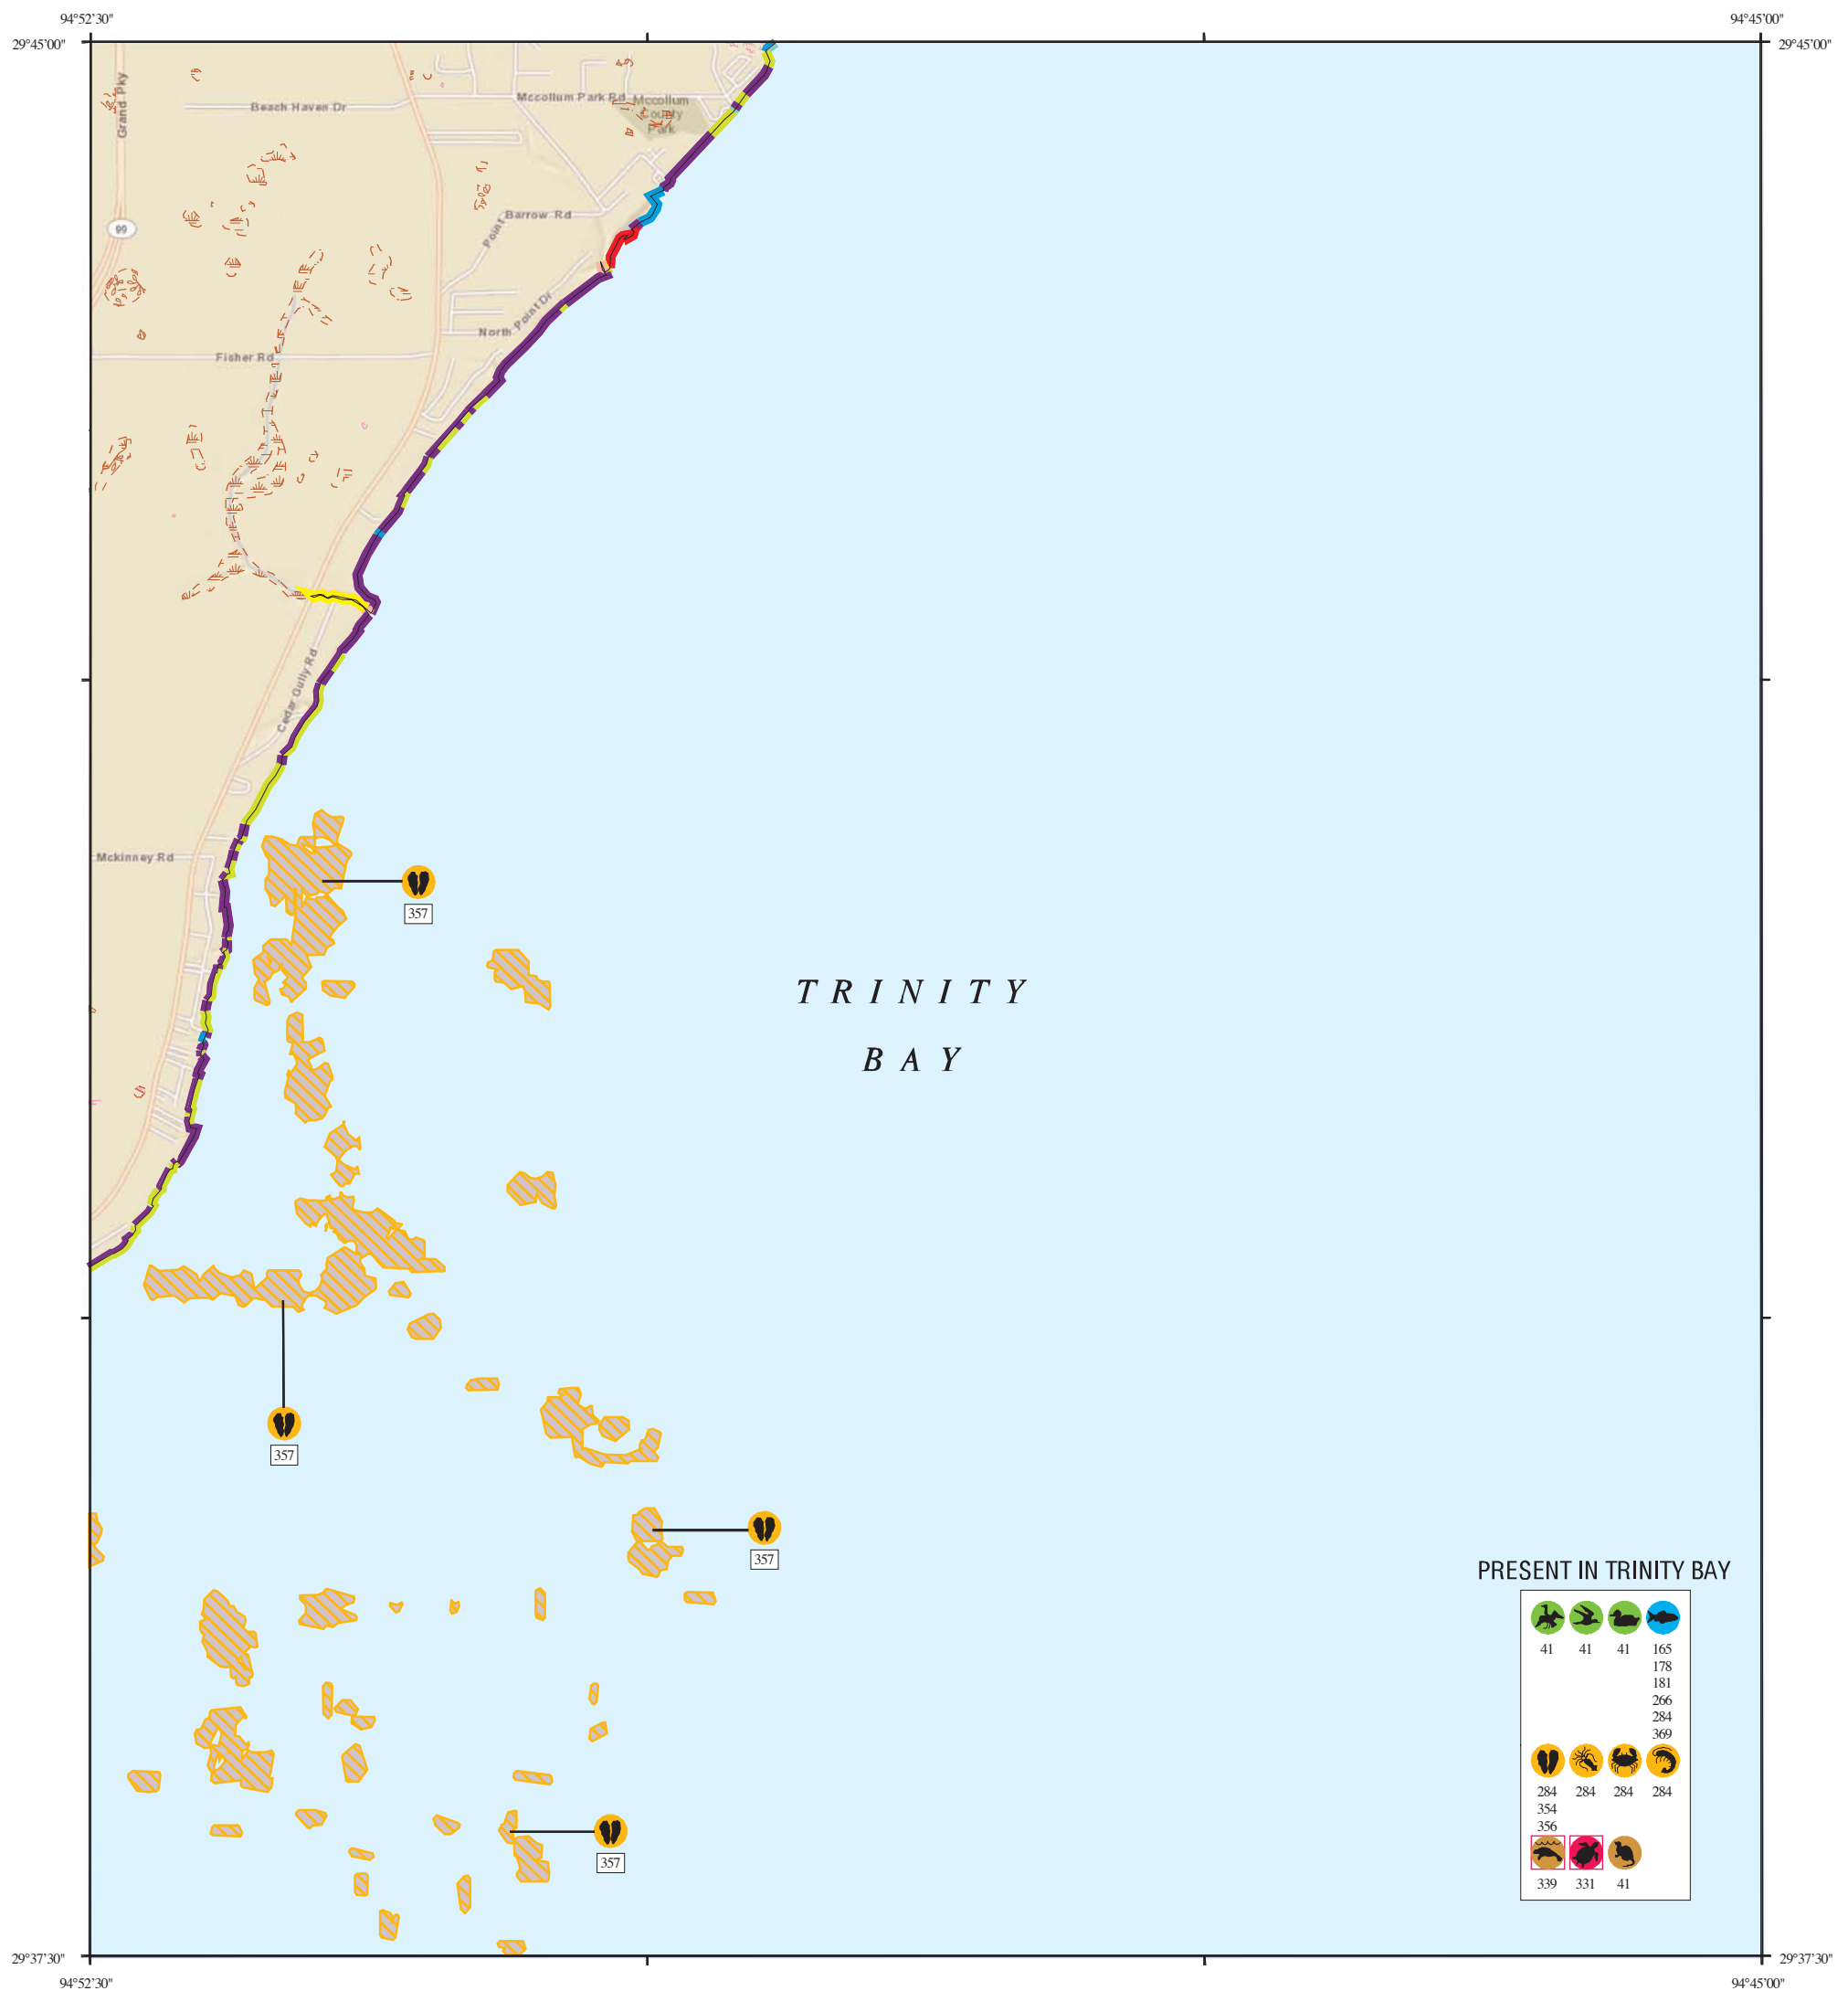 94°52'30"
94°45'00"
29°45'00"
29°45'00"
Grand Pky
Beach Haven Dr
Mccollum Park Rd
Mccollum
County
Park
99
Barrow Rd
Point
North Point Dr
Fisher Rd
Cedar Gully Rd
Mckinney Rd
357
TRINITY
BAY
357
357
PRESENT IN TRINITY BAY
41 41 41 165
178
181
266
284
369
284 284 284 284
354
356
357
339 331 41
29°37'30"
29°37'30"
94°52'30"
94°45'00"